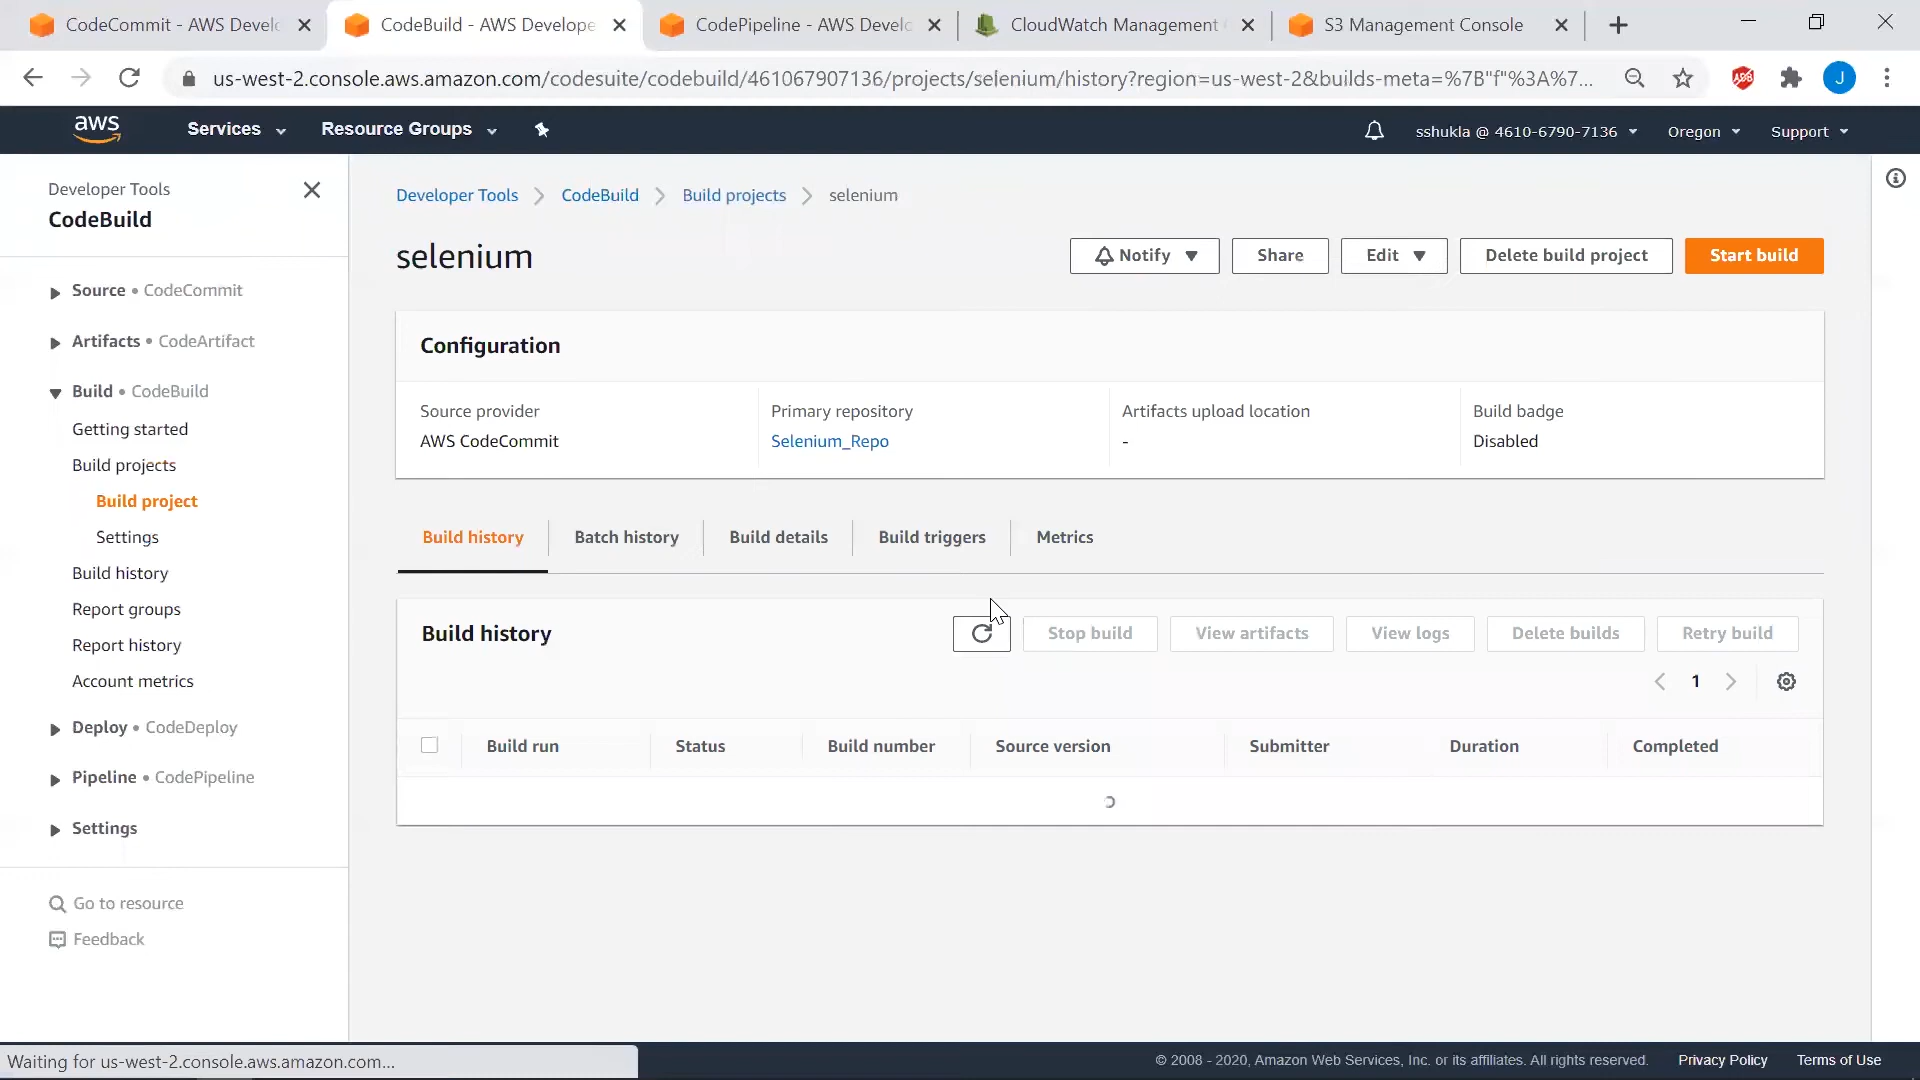 CodeCommit - AWS Develo
CodeBuild - AWS Develope
CodePipeline - AWS Develo
CloudWatch Management C
S3 Management Console
us-west-2.console.aws.amazon.com/codesuite/codebuild/461067907136/projects/selenium/history?region=us-west-2&builds-meta=%7B"f"%3A%7...
ABP
J
aws
Services
Resource Groups
sshukla @ 4610-6790-7136
Oregon
Support
Developer Tools
CodeBuild
Source • CodeCommit
Artifacts • CodeArtifact
Build • CodeBuild
Getting started
Build projects
Build project
Settings
Build history
Report groups
Report history
Account metrics
Deploy • CodeDeploy
Pipeline • CodePipeline
Settings
Go to resource
Feedback
Developer Tools > CodeBuild > Build projects > selenium
selenium
Notify
Share
Edit
Delete build project
Start build
Configuration
Source provider
AWS CodeCommit
Primary repository
Selenium_Repo
Artifacts upload location
-
Build badge
Disabled
Build history
Batch history
Build details
Build triggers
Metrics
Build history
Stop build
View artifacts
View logs
Delete builds
Retry build
1
Build run
Status
Build number
Source version
Submitter
Duration
Completed
Waiting for us-west-2.console.aws.amazon.com...
© 2008 - 2020, Amazon Web Services, Inc. or its affiliates. All rights reserved.
Privacy Policy
Terms of Use